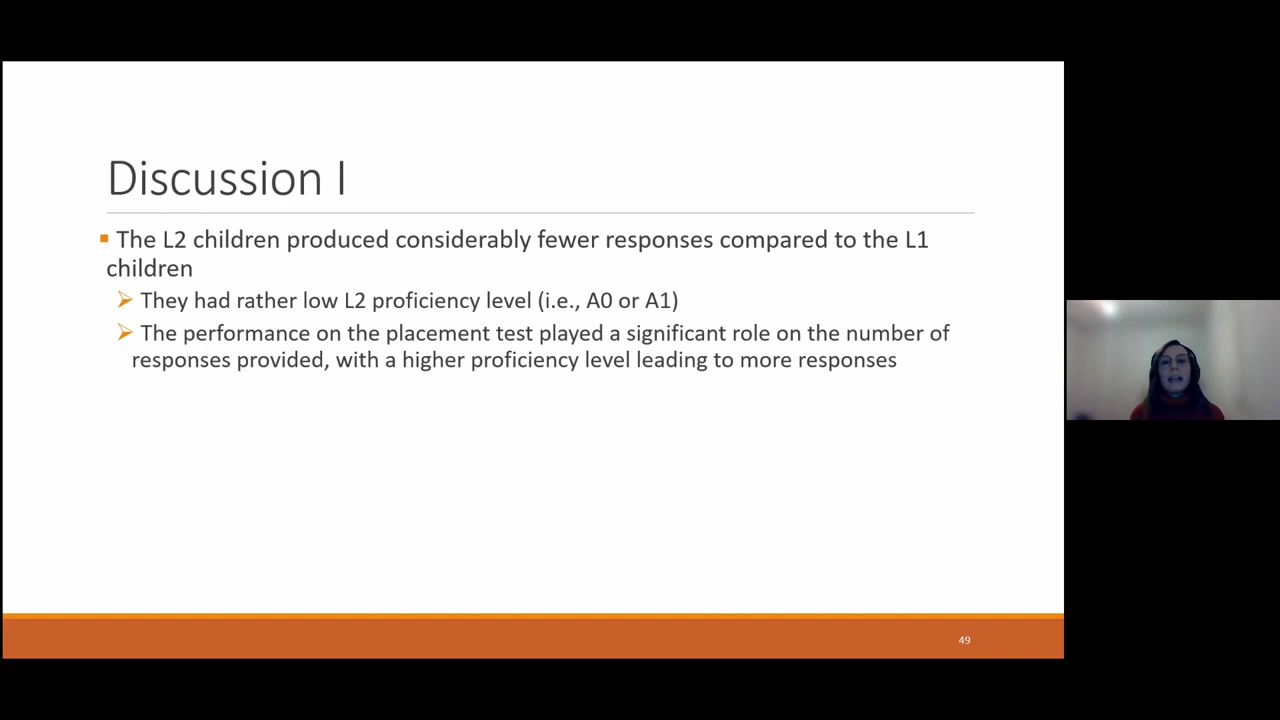 Discussion I
The L2 children produced considerably fewer responses compared to the L1
children
They had rather low L2 proficiency level (i.e., A0 or A1)
The performance on the placement test played a significant role on the number of
responses provided, with a higher proficiency level leading to more responses
49